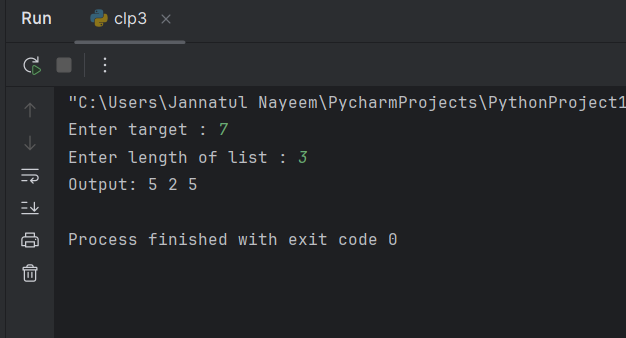 Run clp3
"C:\Users\Jannatul Nayeem\PycharmProjects\PythonProject1
Enter target : 7
Enter length of list : 3
Output: 5 2 5
Process finished with exit code 0